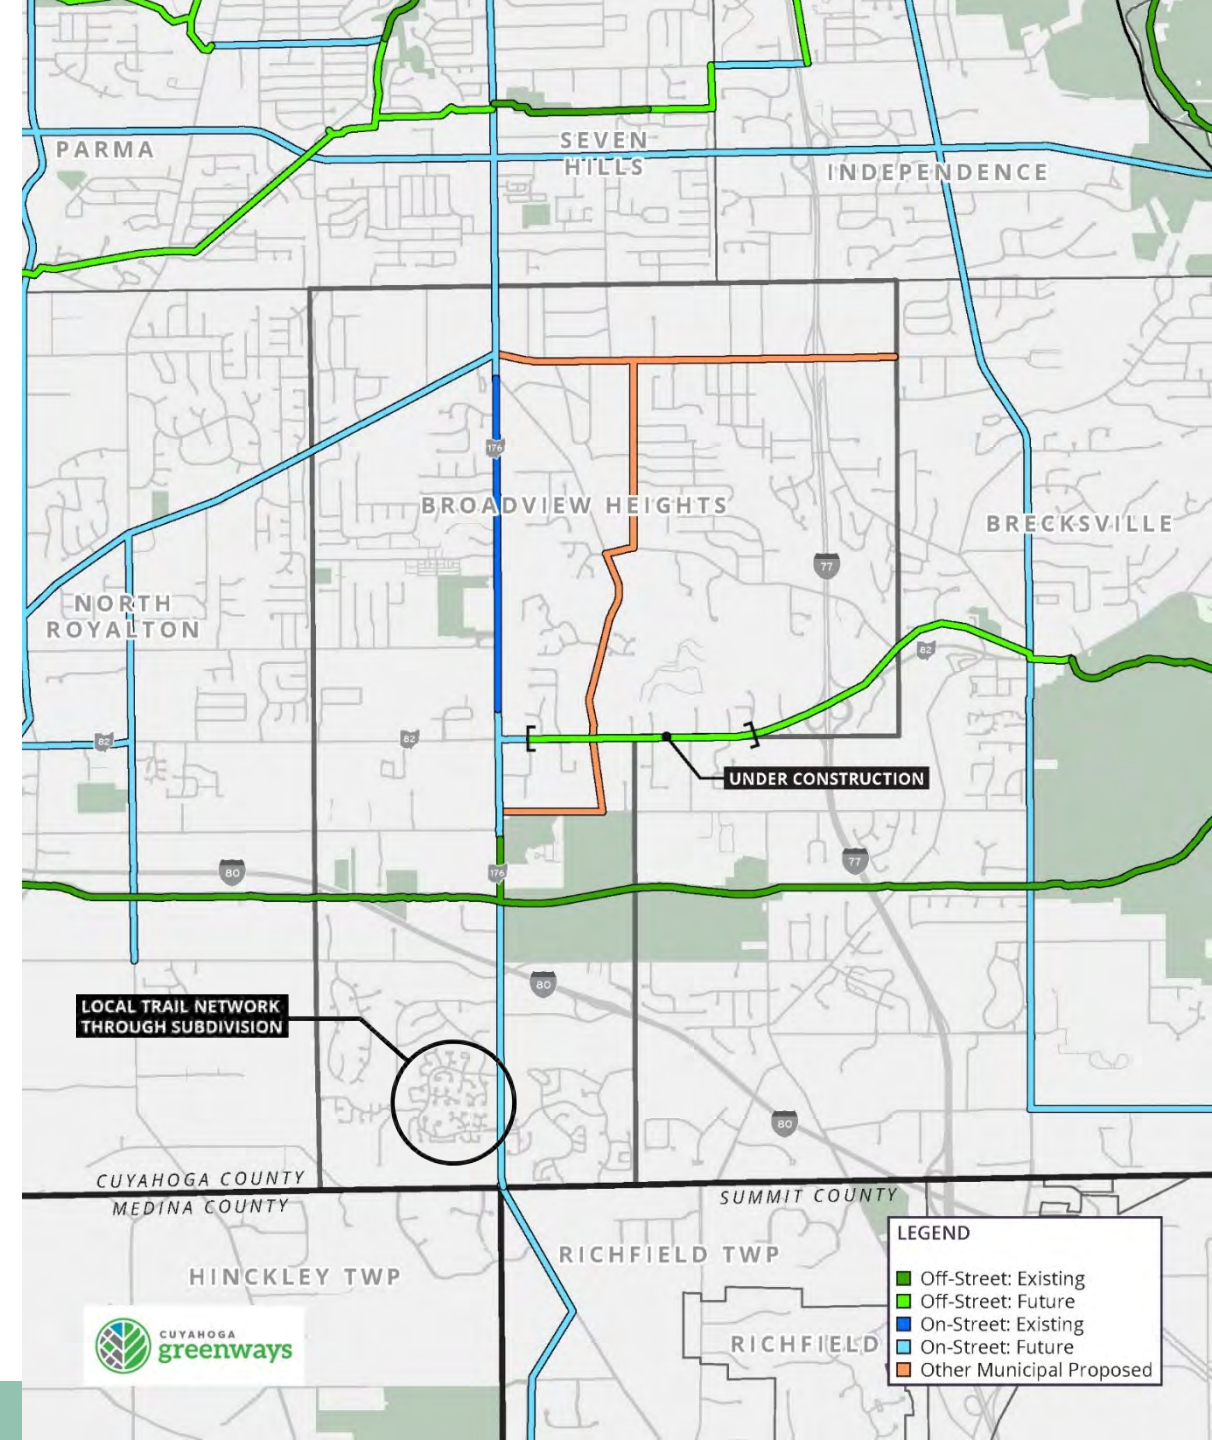 PARMA
SEVEN
HILLS
INDEPENDENCE
176
BROADVIEW HEIGHTS
BRECKSVILLE
77
NORTH
ROYALTON
82
82
82
UNDER CONSTRUCTION
77
80
176
80
LOCAL TRAIL NETWORK
THROUGH SUBDIVISION
80
CUYAHOGA COUNTY
MEDINA COUNTY
SUMMIT COUNTY
HINCKLEY TWP
RICHFIELD TWP
RICHFIELD
LEGEND
Off-Street: Existing
Off-Street: Future
On-Street: Existing
On-Street: Future
Other Municipal Proposed
CUYAHOGA
greenways